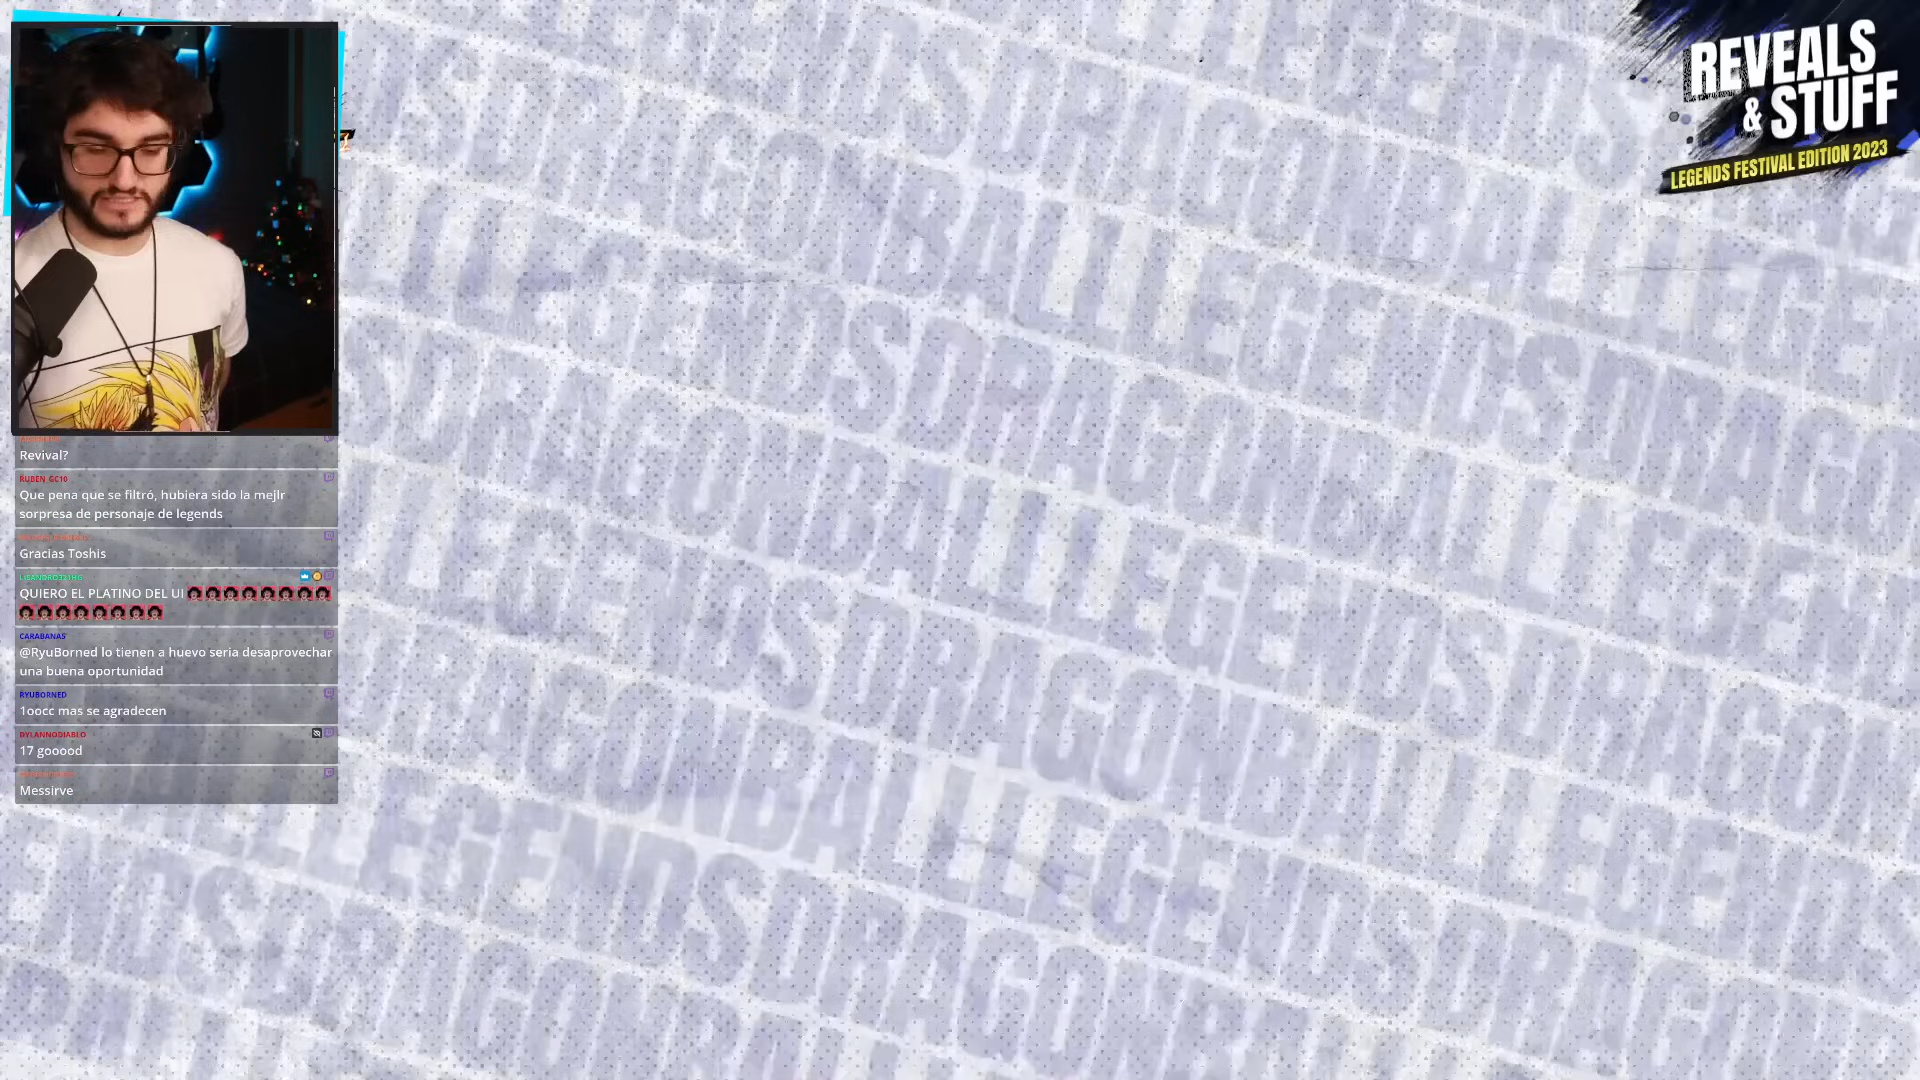 REVEALS
& STUFF
LEGENDS FESTIVAL EDITION 2023
Revival?
RUBEN_GC10
Que pena que se filtró, hubiera sido la mejlr
sorpresa de personaje de legends
Gracias Toshis
QUIERO EL PLATINO DEL UI
CARABANAS
@RyuBorned lo tienen a huevo seria desaprovechar
una buena oportunidad
RYUBORNED
1oocc mas se agradecen
DYLANNODIABLO
17 gooood
Messirve
DRAGONBALLLEGENDSDRAGONBALLLEGENDS